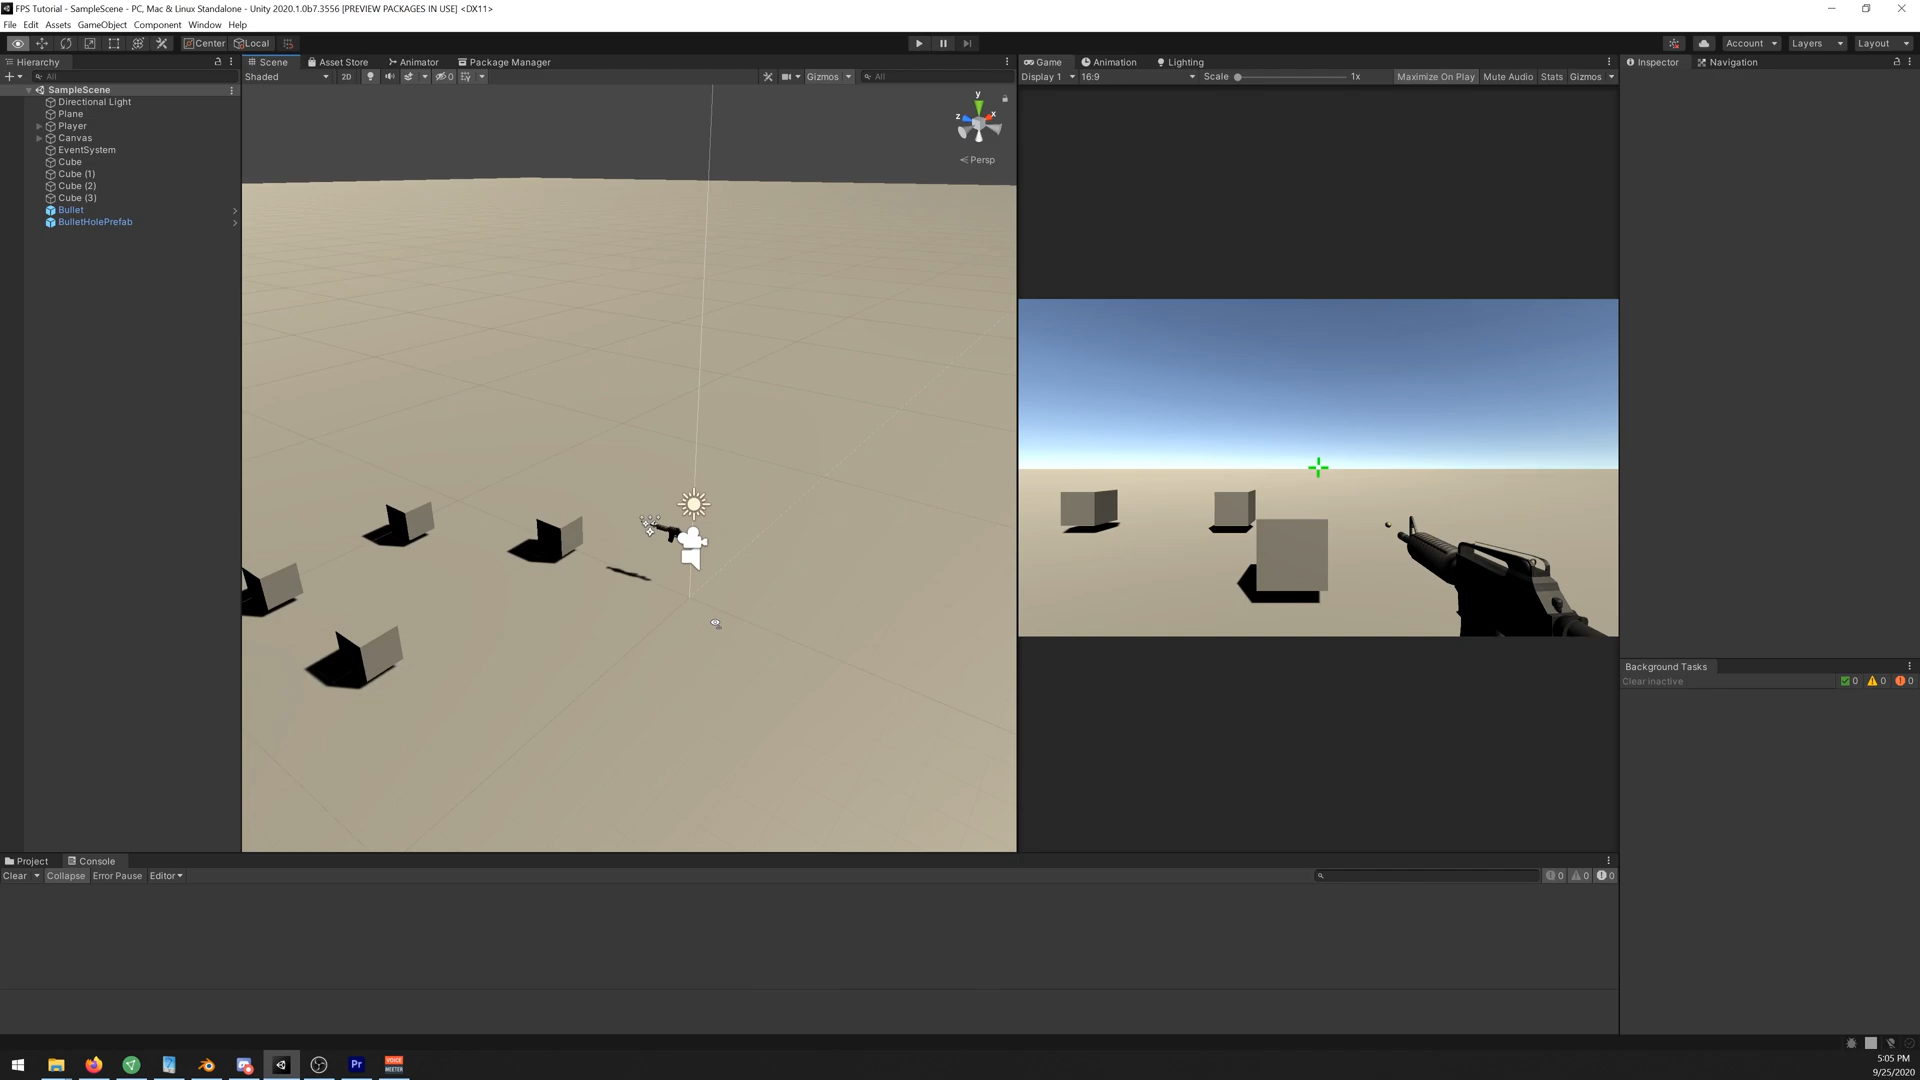 FPS Tutorial - SampleScene - PC, Mac & Linux Standalone - Unity 2020.1.0b7.3556 [PREVIEW PACKAGES IN USE] <DX11>
File Edit Assets GameObject Component Window Help
Center Local
Account Layers Layout
Hierarchy
Scene Asset Store Animator Package Manager
Game Animation Lighting
Inspector Navigation
All
Shaded 2D 0 Gizmos All
Display 1 16:9 Scale 1x Maximize On Play Mute Audio Stats Gizmos
SampleScene
Directional Light
Plane
Player
Canvas
EventSystem
Cube
Cube (1)
Cube (2)
Cube (3)
Bullet
BulletHolePrefab
y
z x
Persp
Background Tasks
Clear inactive 0 0 0
Project Console
Clear Collapse Error Pause Editor 0 0 0
Pr
VOICE
MEETER
5:05 PM
9/25/2020